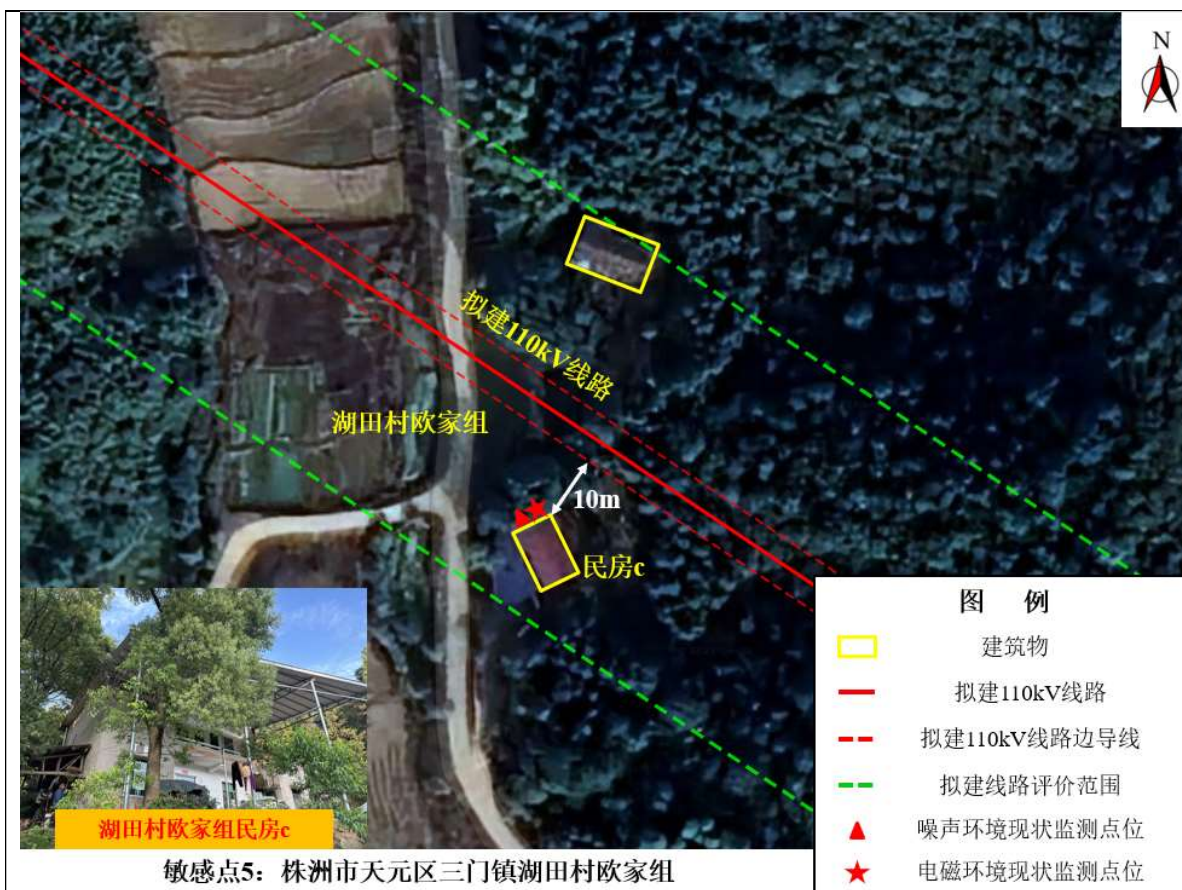 N
拟建110kV线路
湖田村欧家组
10m
民房c
湖田村欧家组民房c
敏感点5：株洲市天元区三门镇湖田村欧家组
图 例
建筑物
拟建110kV线路
拟建110kV线路边导线
拟建线路评价范围
噪声环境现状监测点位
电磁环境现状监测点位